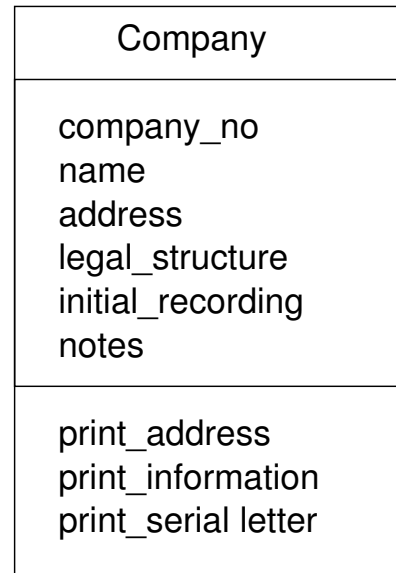 Company
company_no
name
address
legal_structure
initial_recording
notes
print_address
print_information
print_serial letter